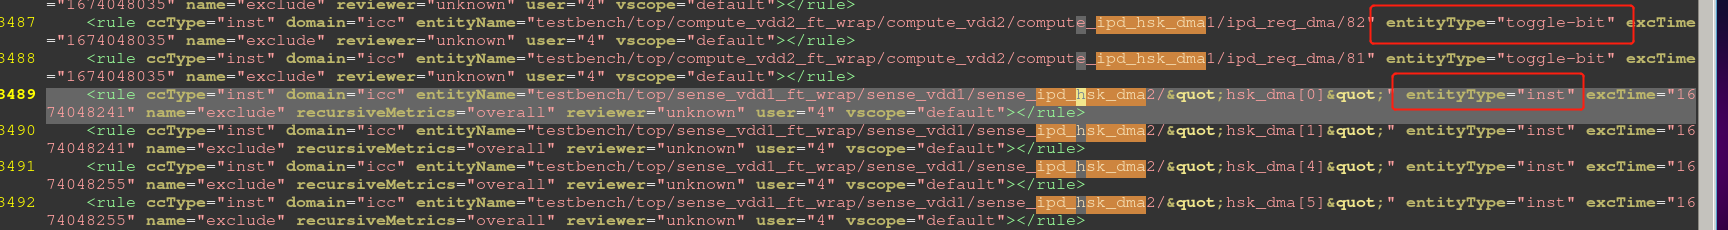 ="1674048035" name="exclude" reviewer="unknown" user="4" vscope="default"></rule>
3487 <rule ccType="inst" domain="icc" entityName="testbench/top/compute_vdd2_ft_wrap/compute_vdd2/compute_ipd_hsk_dma1/ipd_req_dma/82" entityType="toggle-bit" excTime
="1674048035" name="exclude" reviewer="unknown" user="4" vscope="default"></rule>
3488 <rule ccType="inst" domain="icc" entityName="testbench/top/compute_vdd2_ft_wrap/compute_vdd2/compute_ipd_hsk_dma1/ipd_req_dma/81" entityType="toggle-bit" excTime
="1674048035" name="exclude" reviewer="unknown" user="4" vscope="default"></rule>
3489 <rule ccType="inst" domain="icc" entityName="testbench/top/sense_vdd1_ft_wrap/sense_vdd1/sense_ipd_hsk_dma2/&quot;hsk_dma[0]&quot;" entityType="inst" excTime="16
74048241" name="exclude" recursiveMetrics="overall" reviewer="unknown" user="4" vscope="default"></rule>
3490 <rule ccType="inst" domain="icc" entityName="testbench/top/sense_vdd1_ft_wrap/sense_vdd1/sense_ipd_hsk_dma2/&quot;hsk_dma[1]&quot;" entityType="inst" excTime="16
74048241" name="exclude" recursiveMetrics="overall" reviewer="unknown" user="4" vscope="default"></rule>
3491 <rule ccType="inst" domain="icc" entityName="testbench/top/sense_vdd1_ft_wrap/sense_vdd1/sense_ipd_hsk_dma2/&quot;hsk_dma[4]&quot;" entityType="inst" excTime="16
74048255" name="exclude" recursiveMetrics="overall" reviewer="unknown" user="4" vscope="default"></rule>
3492 <rule ccType="inst" domain="icc" entityName="testbench/top/sense_vdd1_ft_wrap/sense_vdd1/sense_ipd_hsk_dma2/&quot;hsk_dma[5]&quot;" entityType="inst" excTime="16
74048255" name="exclude" recursiveMetrics="overall" reviewer="unknown" user="4" vscope="default"></rule>